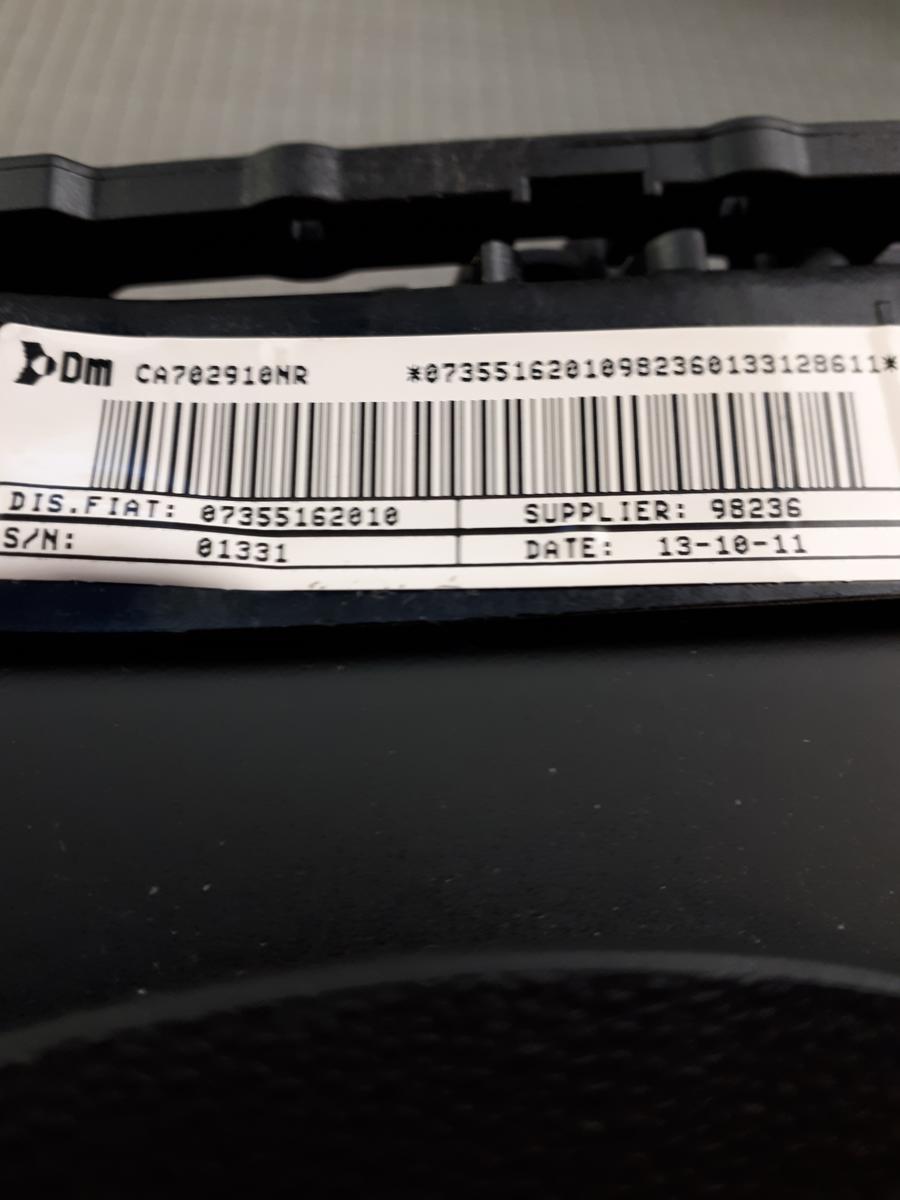 Dm CA702910NR *07355162010982360133128611*
DIS.FIAT: 07355162010 SUPPLIER: 98236
S/N: 01331 DATE: 13-10-11